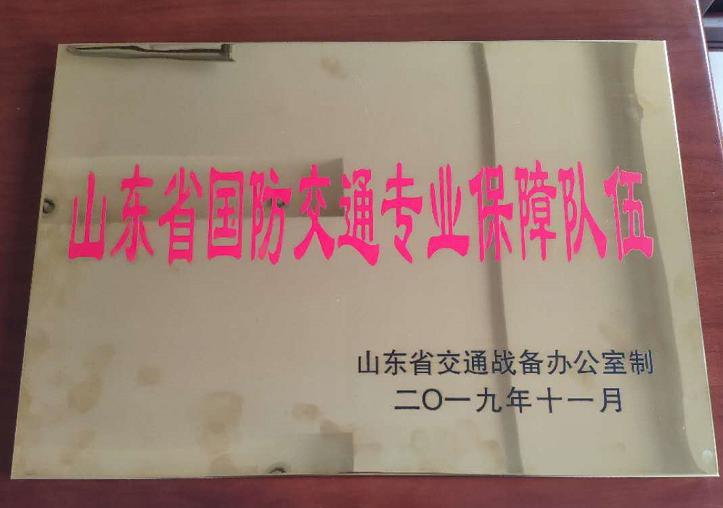 山东省国防交通专业保障队伍
山东省交通战备办公室制
二〇一九年十一月